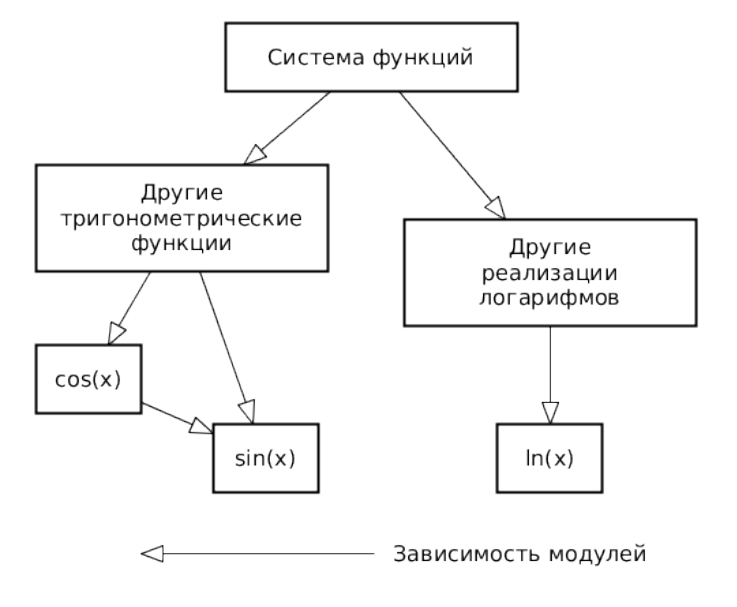 Система функций
Другие
тригонометрические
функции
Другие
реализации
логарифмов
cos(x)
sin(x)
ln(x)
Зависимость модулей